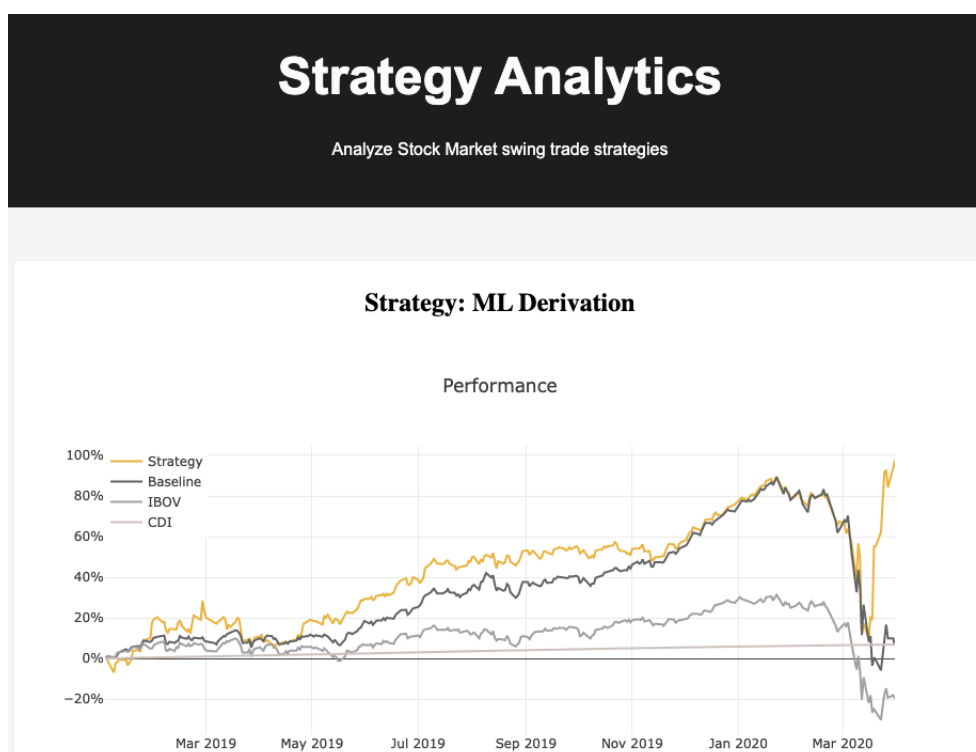 Strategy Analytics
Analyze Stock Market swing trade strategies
Strategy: ML Derivation
Performance
100%
80%
60%
40%
20%
0%
−20%
Strategy
Baseline
IBOV
CDI
Mar 2019
May 2019
Jul 2019
Sep 2019
Nov 2019
Jan 2020
Mar 2020